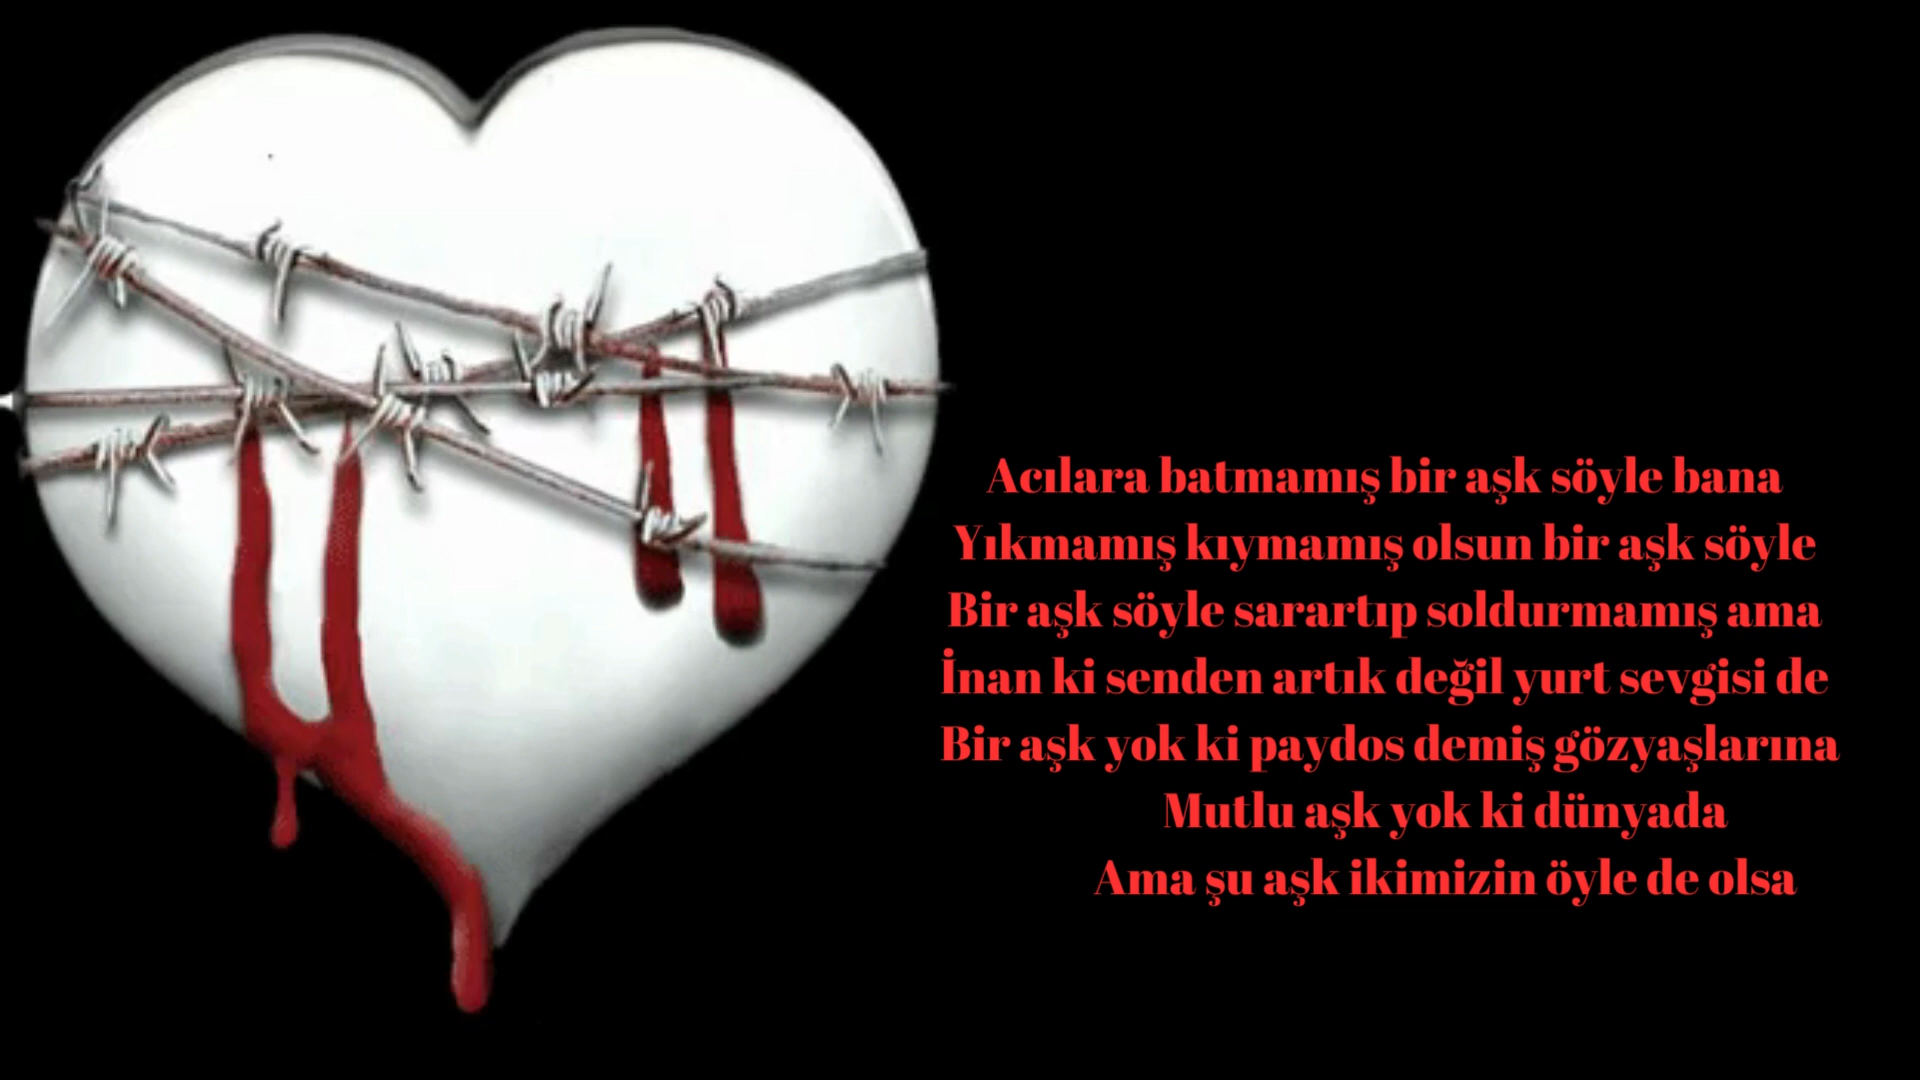 Acılara batmamış bir aşk söyle bana
Yıkmamış kıymamış olsun bir aşk söyle
Bir aşk söyle sarartıp soldurmamış ama
İnan ki senden artık değil yurt sevgisi de
Bir aşk yok ki paydos demiş gözyaşlarına
Mutlu aşk yok ki dünyada
Ama şu aşk ikimizin öyle de olsa